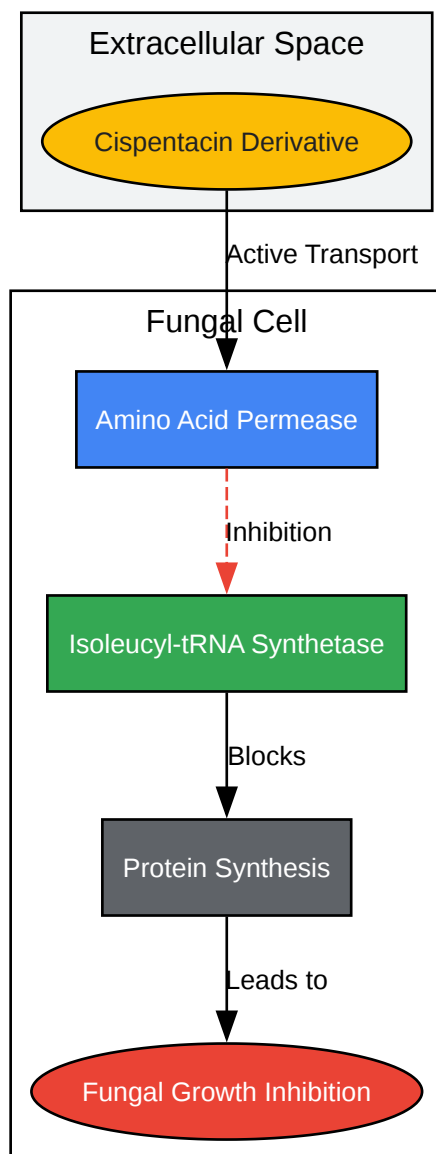 Extracellular Space
Cispentacin Derivative
Active Transport
Fungal Cell
Amino Acid Permease
Inhibition
Isoleucyl-tRNA Synthetase
Blocks
Protein Synthesis
Leads to
Fungal Growth Inhibition